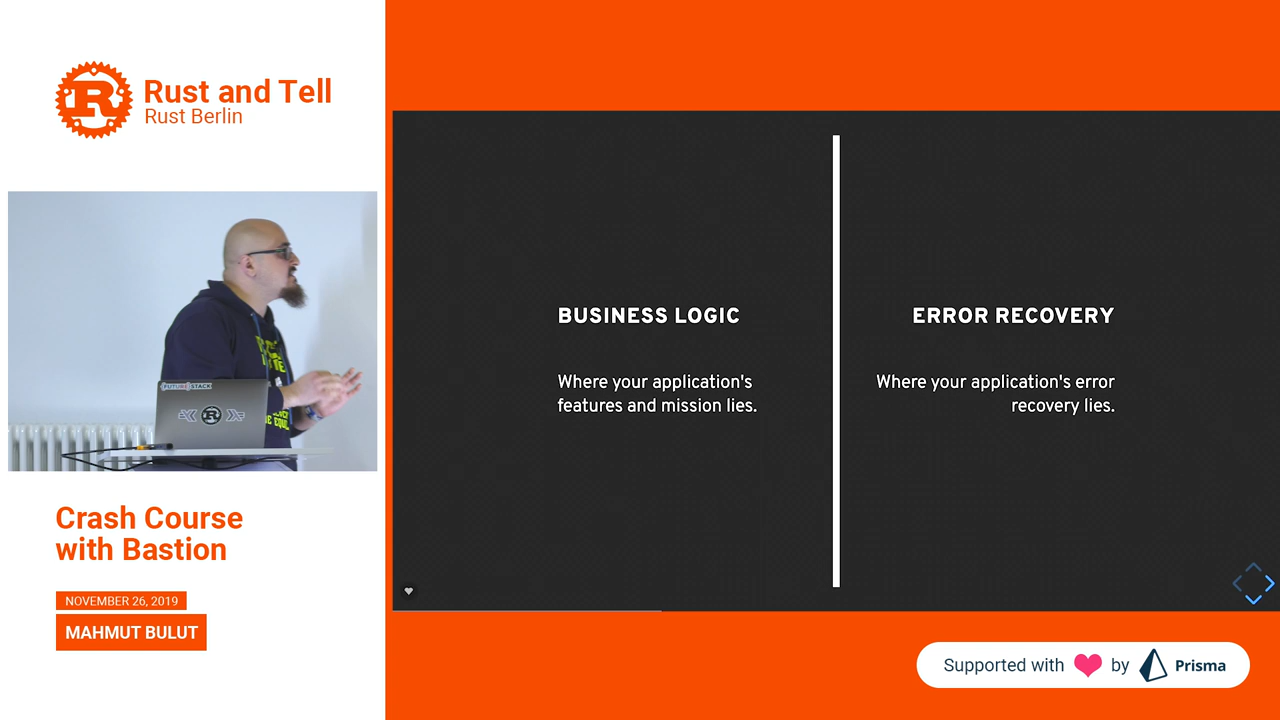 Rust and Tell
Rust Berlin
Crash Course
with Bastion
NOVEMBER 26, 2019
MAHMUT BULUT
BUSINESS LOGIC
Where your application's
features and mission lies.
ERROR RECOVERY
Where your application's error
recovery lies.
Supported with
by
Prisma